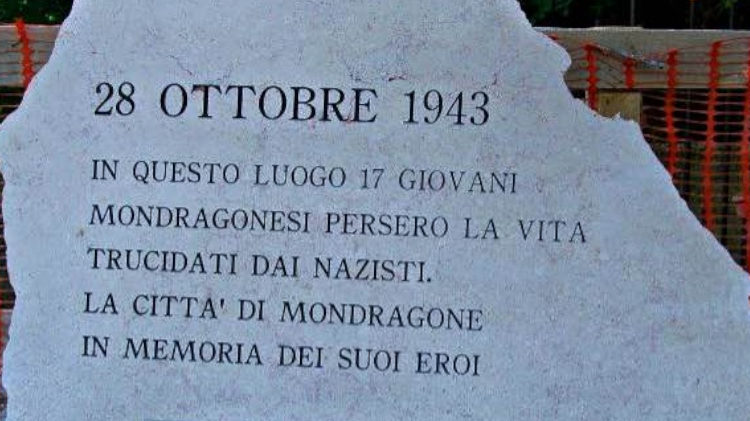 28 OTTOBRE 1943
IN QUESTO LUOGO 17 GIOVANI
MONDRAGONESI PERSERO LA VITA
TRUCIDATI DAI NAZISTI.
LA CITTA' DI MONDRAGONE
IN MEMORIA DEI SUOI EROI